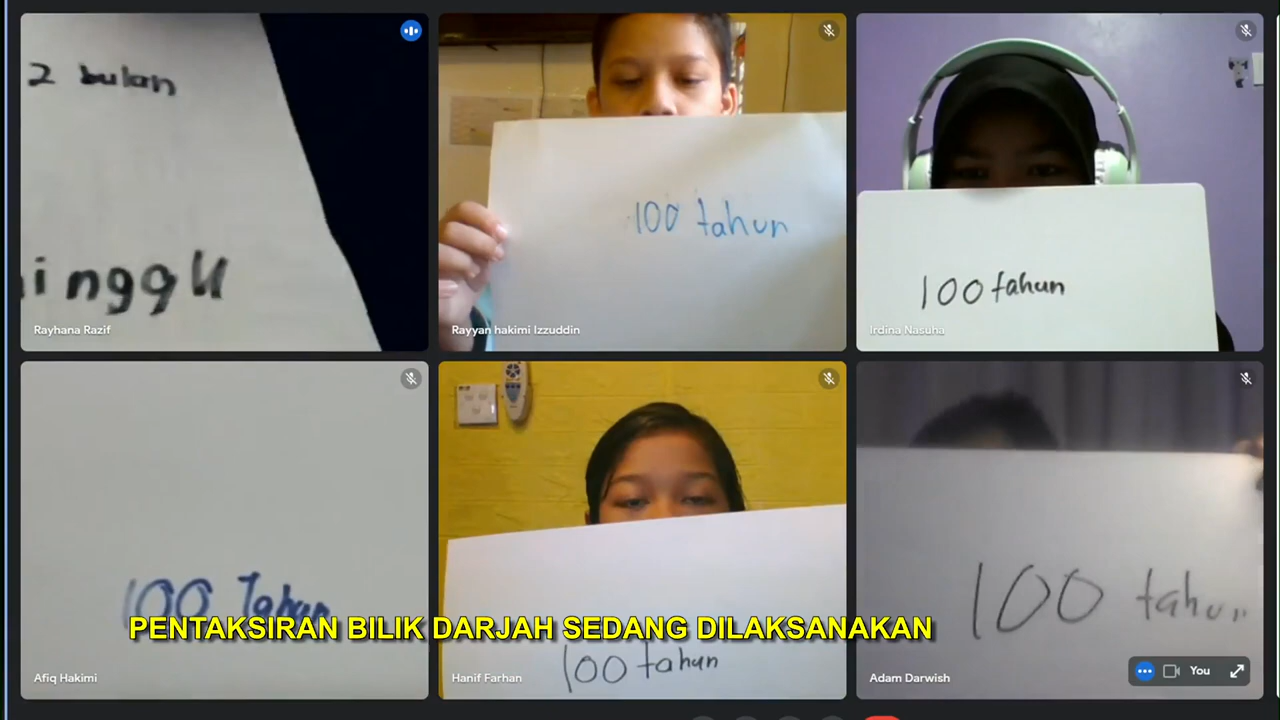 2 bulan
inggu
Rayhana Razif
100 tahun
Rayyan hakimi Izzuddin
100 tahun
Irdina Nasuha
100 Tahun
Afiq Hakimi
100 tahun
Hanif Farhan
100 tahun
Adam Darwish
You
PENTAKSIRAN BILIK DARJAH SEDANG DILAKSANAKAN